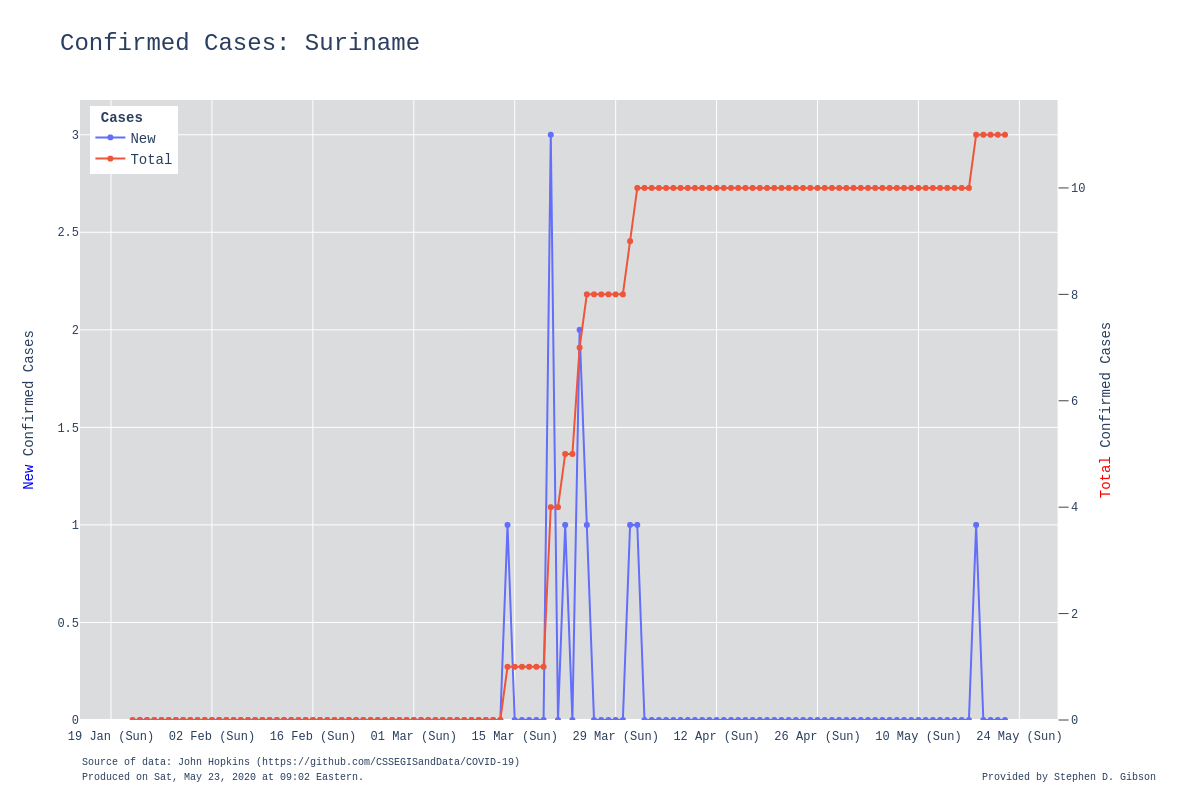 Confirmed Cases: Suriname
Cases
New
Total
3
2.5
2
1.5
1
0.5
0
New Confirmed Cases
10
8
6
4
2
0
Total Confirmed Cases
19 Jan (Sun) 02 Feb (Sun) 16 Feb (Sun) 01 Mar (Sun) 15 Mar (Sun) 29 Mar (Sun) 12 Apr (Sun) 26 Apr (Sun) 10 May (Sun) 24 May (Sun)
Source of data: John Hopkins (https://github.com/CSSEGISandData/COVID-19)
Produced on Sat, May 23, 2020 at 09:02 Eastern.
Provided by Stephen D. Gibson